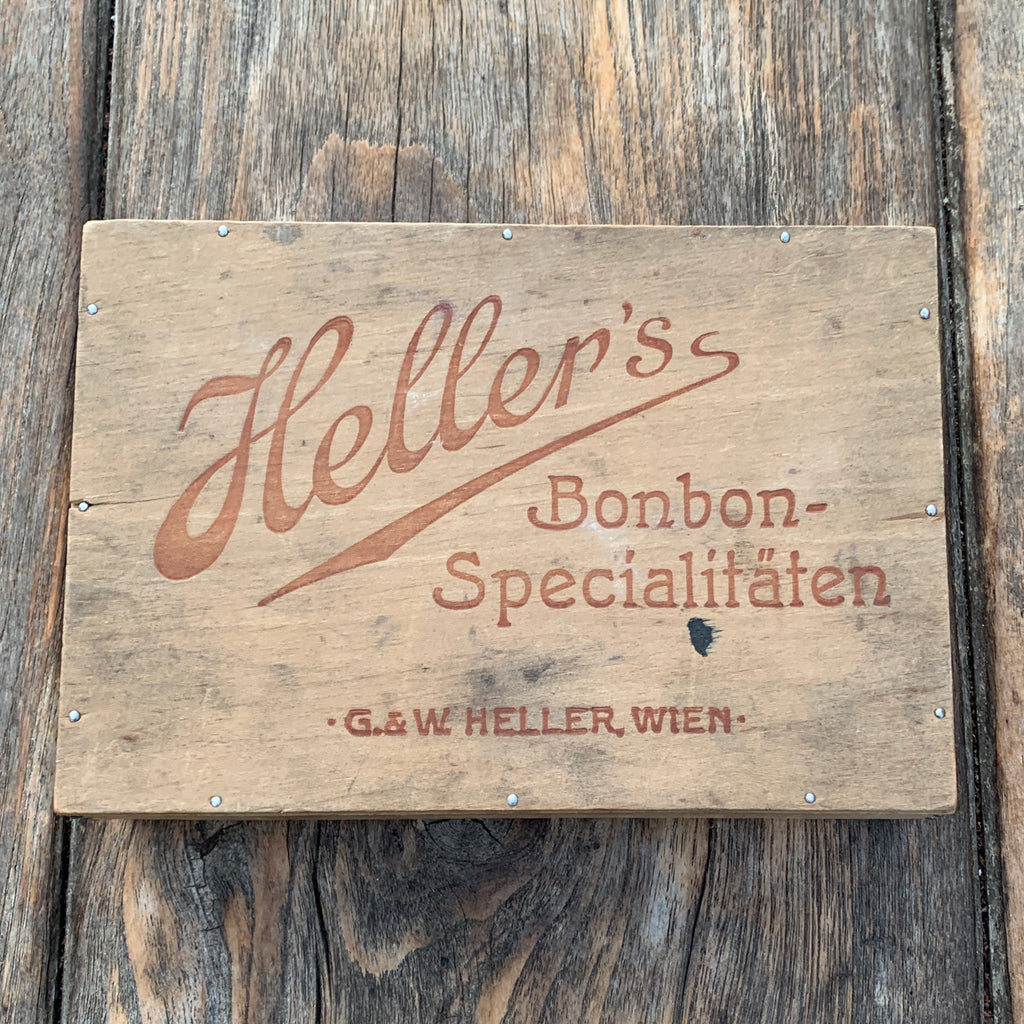 Heller's
Bonbon-
Specialitäten
· G. & W. HELLER, WIEN ·